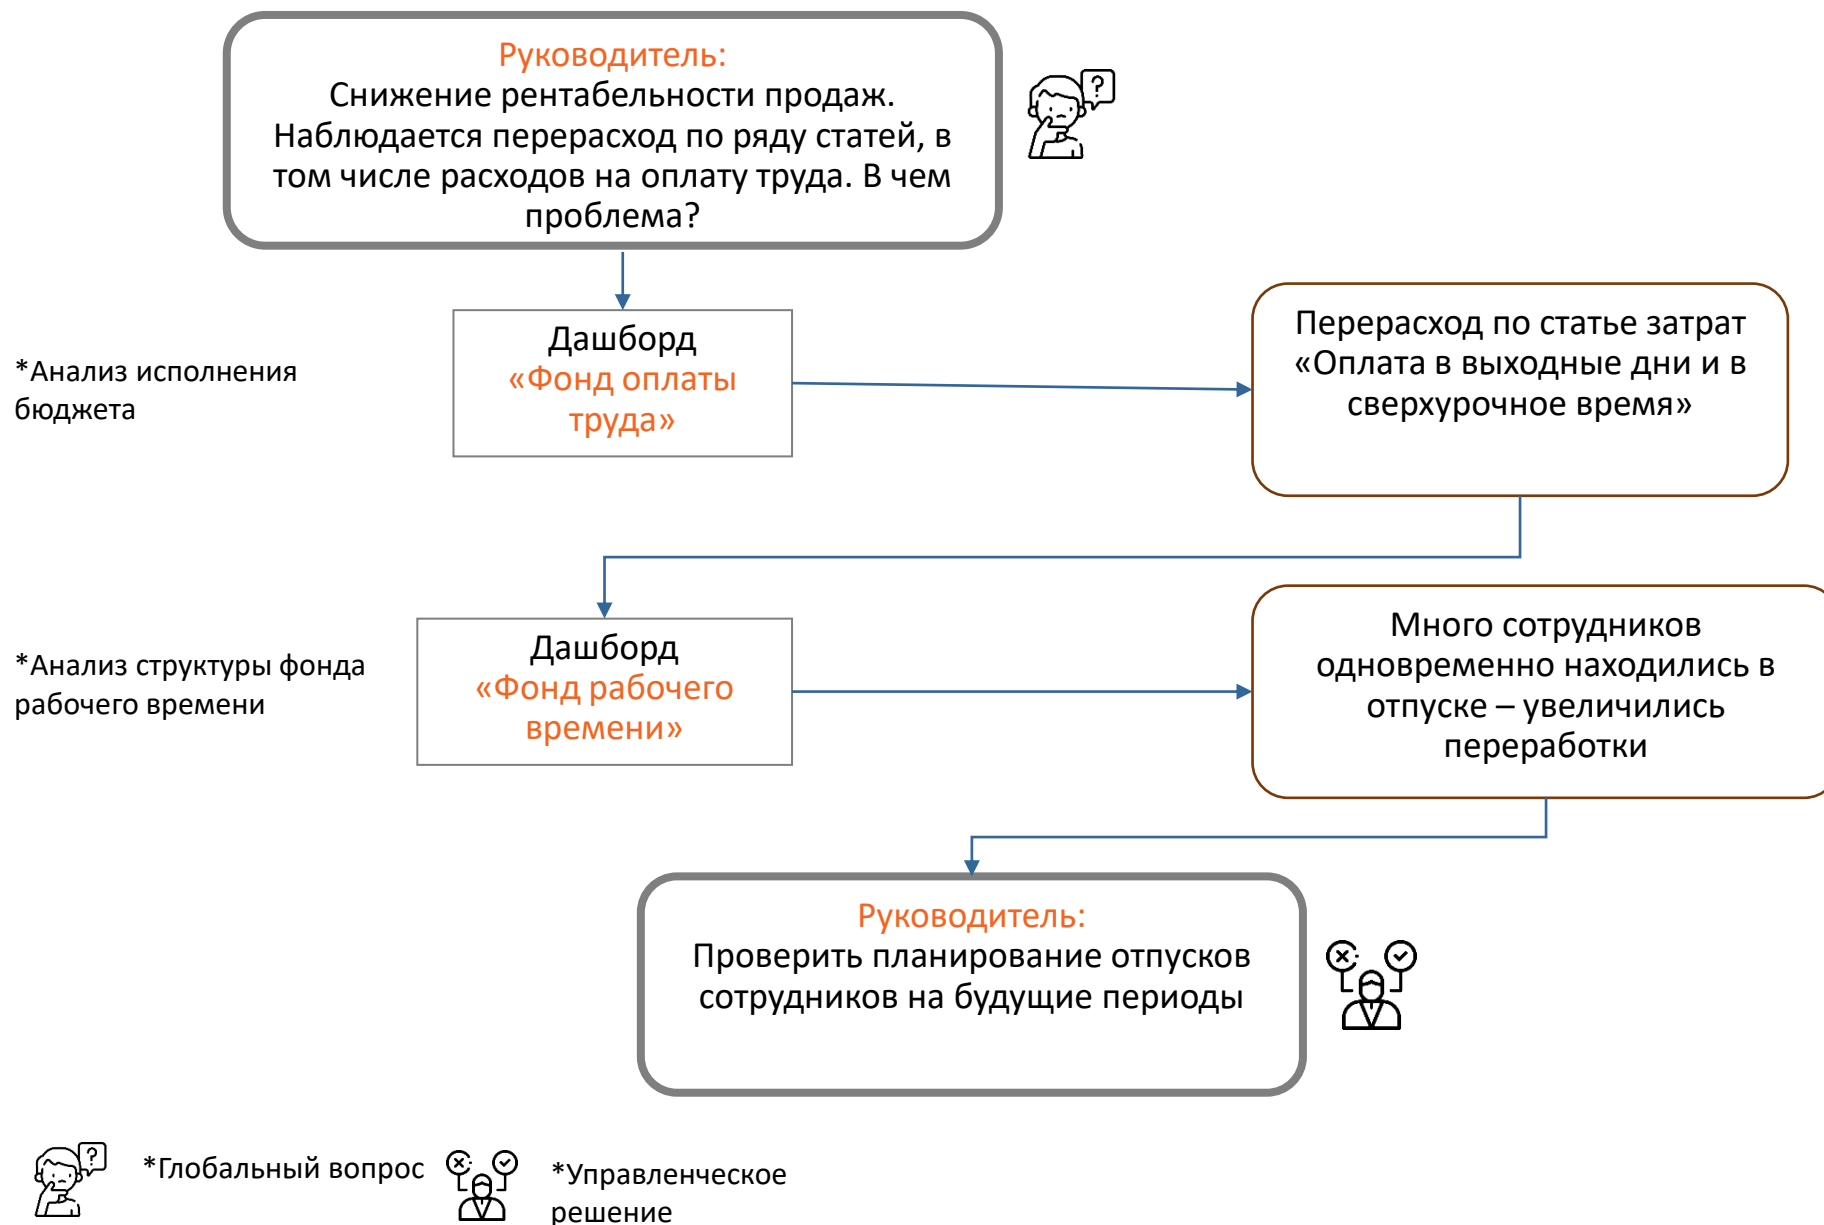 Руководитель:
Снижение рентабельности продаж.
Наблюдается перерасход по ряду статей, в
том числе расходов на оплату труда. В чем
проблема?
?
*Анализ исполнения
бюджета
Дашборд
«Фонд оплаты
труда»
Перерасход по статье затрат
«Оплата в выходные дни и в
сверхурочное время»
*Анализ структуры фонда
рабочего времени
Дашборд
«Фонд рабочего
времени»
Много сотрудников
одновременно находились в
отпуске – увеличились
переработки
Руководитель:
Проверить планирование отпусков
сотрудников на будущие периоды
?
*Глобальный вопрос
*Управленческое
решение